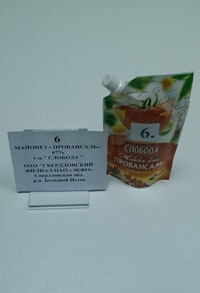 6
МАЙОНЕЗ «ПРОВАНСАЛЬ»
67%
т.м." СЛОБОДА "
ОАО "СВЕРДЛОВСКИЙ
ФИЛИАЛ ОАО «ЭФКО»
Свердловская обл.
р.п. Большой Исток
6.
СЛОБОДА
ПРОВАНСАЛЬ